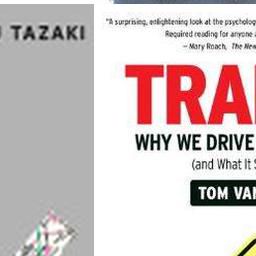 TAZAKI
"A surprising, enlightening look at the psycholog
Required reading for anyone a
— Mary Roach, The New
TRA
WHY WE DRIVE
(and What It S
TOM VAN